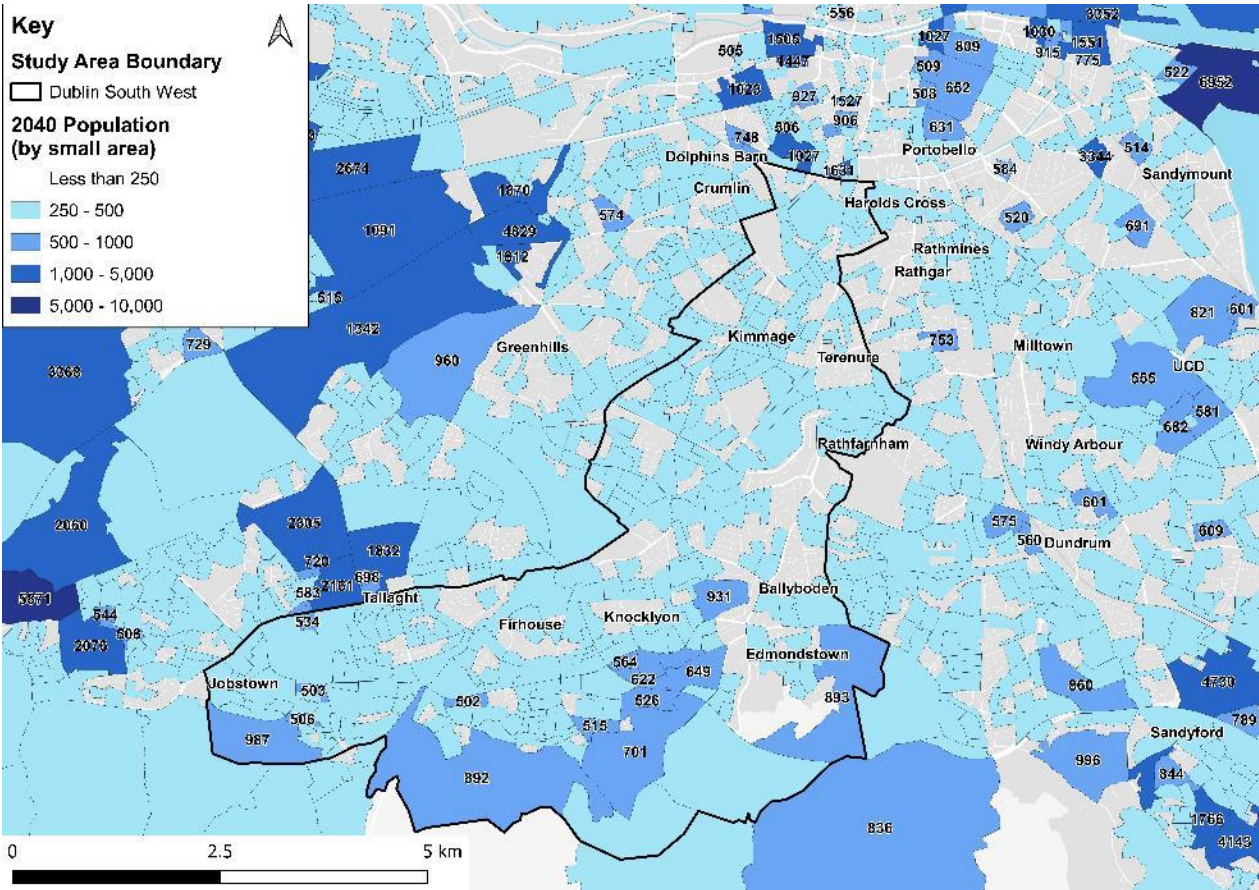 Key
Study Area Boundary
Dublin South West
2040 Population
(by small area)
Less than 250
250 - 500
500 - 1000
1,000 - 5,000
5,000 - 10,000
556
3352
505
1505
1447
1027
809
1030
915
1551
775
522
6952
1023
927
1527
906
509
508
652
2674
748
506
631
Portobello
3344
514
Dolphins Barn
1027
1631
584
Sandymount
1870
Crumlin
Harolds Cross
574
520
691
1091
4829
1812
Rathmines
Rathgar
515
1342
821
601
729
960
Greenhills
Kimmage
Terenure
753
Milltown
UCD
3368
555
581
682
Rathfarnham
Windy Arbour
2060
2305
1832
601
575
560
Dundrum
609
720
698
2161
583
Tallaght
5871
544
508
2076
534
Firhouse
Knocklyon
931
Ballyboden
Jobstown
503
506
987
502
564
622
649
526
Edmondstown
893
515
701
860
4730
789
Sandyford
892
996
844
836
1766
4143
0
2.5
5 km